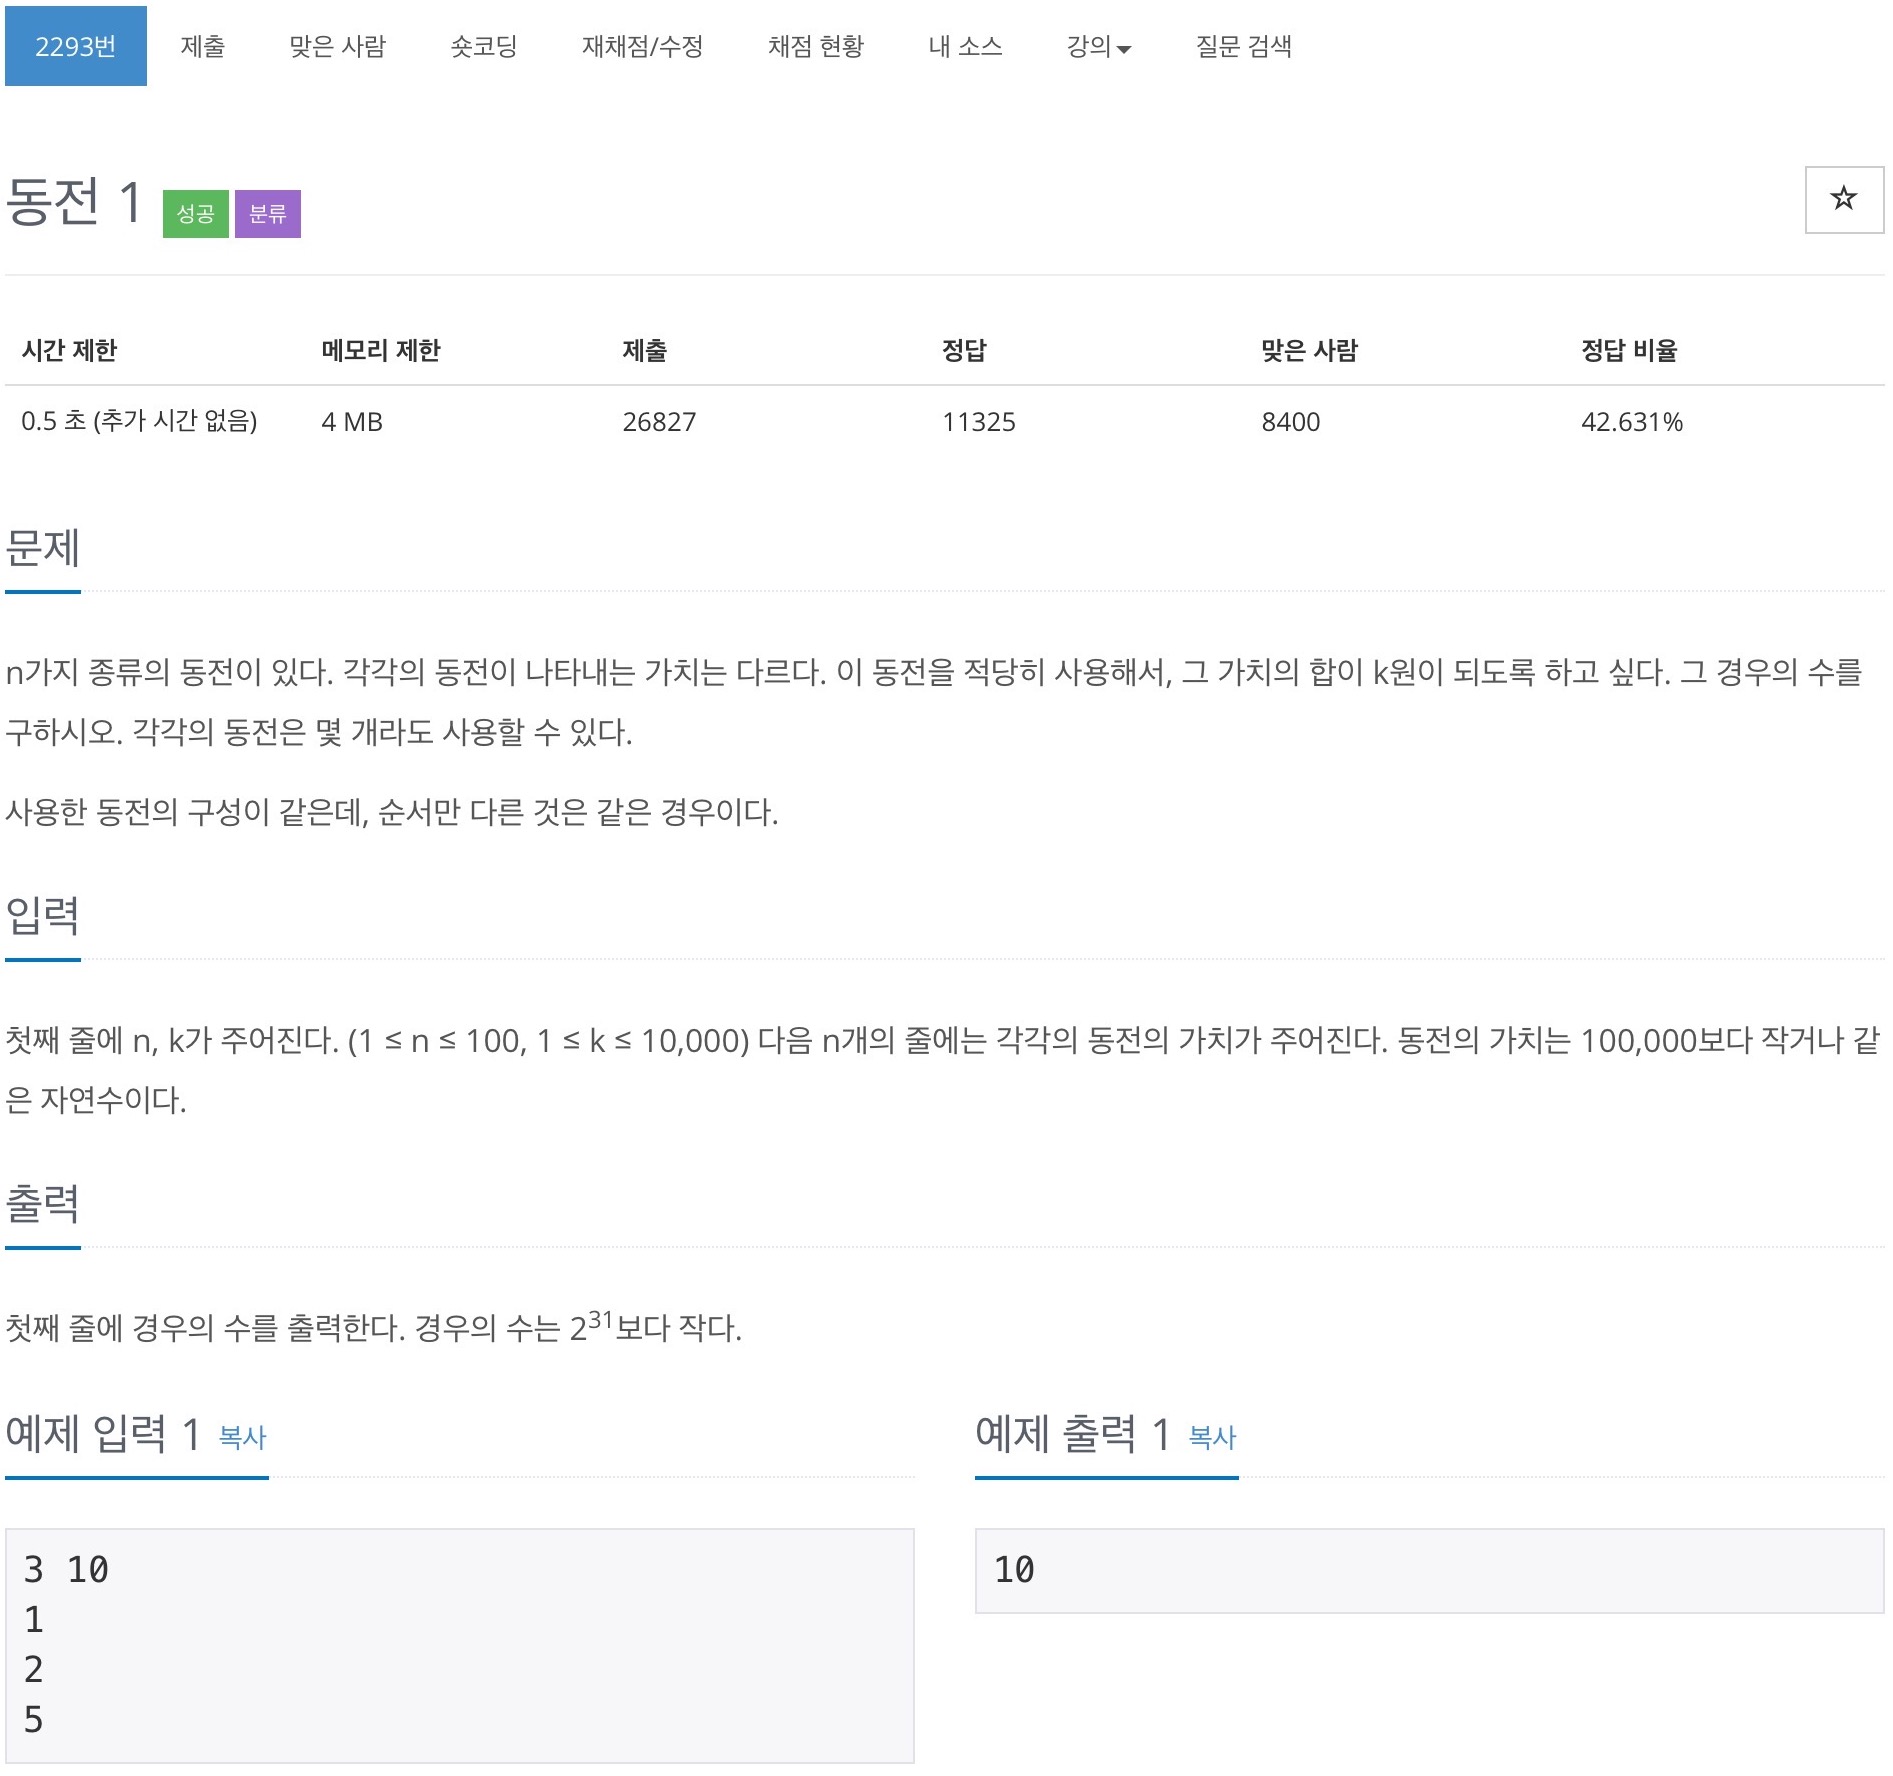 2293번 제출 맞은 사람 숏코딩 재채점/수정 채점 현황 내 소스 강의 질문 검색
동전 1 성공 분류
시간 제한 메모리 제한 제출 정답 맞은 사람 정답 비율
0.5 초 (추가 시간 없음) 4 MB 26827 11325 8400 42.631%
문제
n가지 종류의 동전이 있다. 각각의 동전이 나타내는 가치는 다르다. 이 동전을 적당히 사용해서, 그 가치의 합이 k원이 되도록 하고 싶다. 그 경우의 수를
구하시오. 각각의 동전은 몇 개라도 사용할 수 있다.
사용한 동전의 구성이 같은데, 순서만 다른 것은 같은 경우이다.
입력
첫째 줄에 n, k가 주어진다. (1 ≤ n ≤ 100, 1 ≤ k ≤ 10,000) 다음 n개의 줄에는 각각의 동전의 가치가 주어진다. 동전의 가치는 100,000보다 작거나 같
은 자연수이다.
출력
첫째 줄에 경우의 수를 출력한다. 경우의 수는 2³¹보다 작다.
예제 입력 1 복사
3 10
1
2
5
예제 출력 1 복사
10